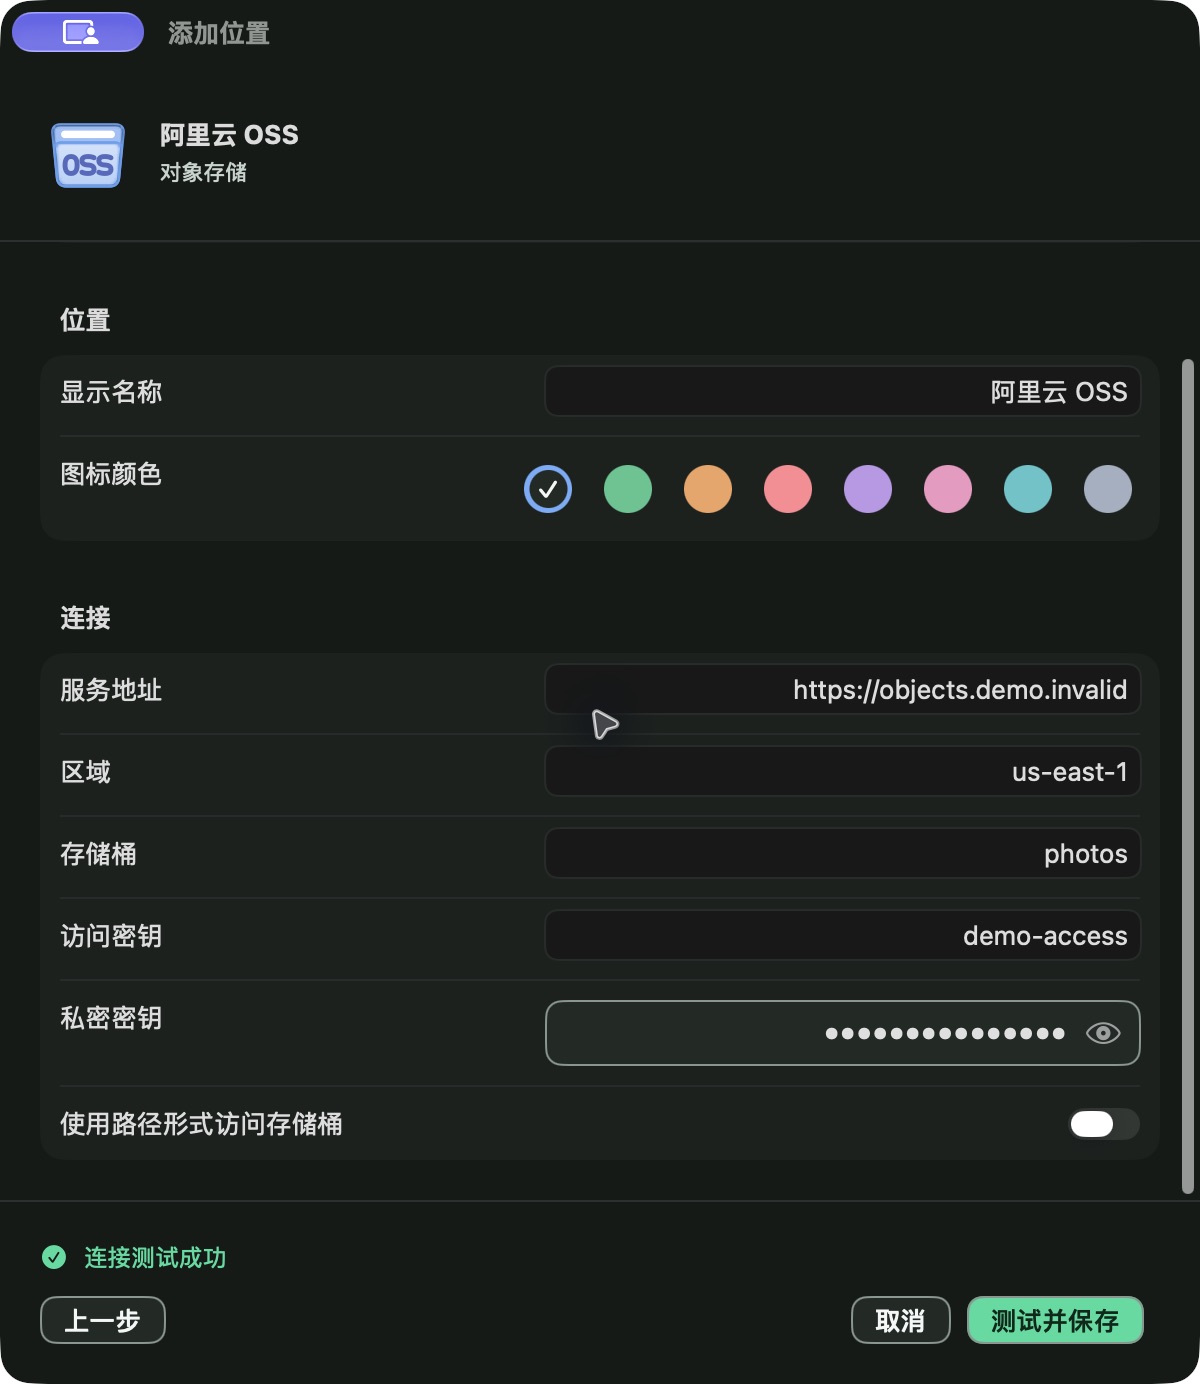 添加位置
OSS
阿里云 OSS
对象存储
位置
显示名称
阿里云 OSS
图标颜色
连接
服务地址
https://objects.demo.invalid
区域
us-east-1
存储桶
photos
访问密钥
demo-access
私密密钥
●●●●●●●●●●●●●●●
使用路径形式访问存储桶
连接测试成功
上一步
取消
测试并保存